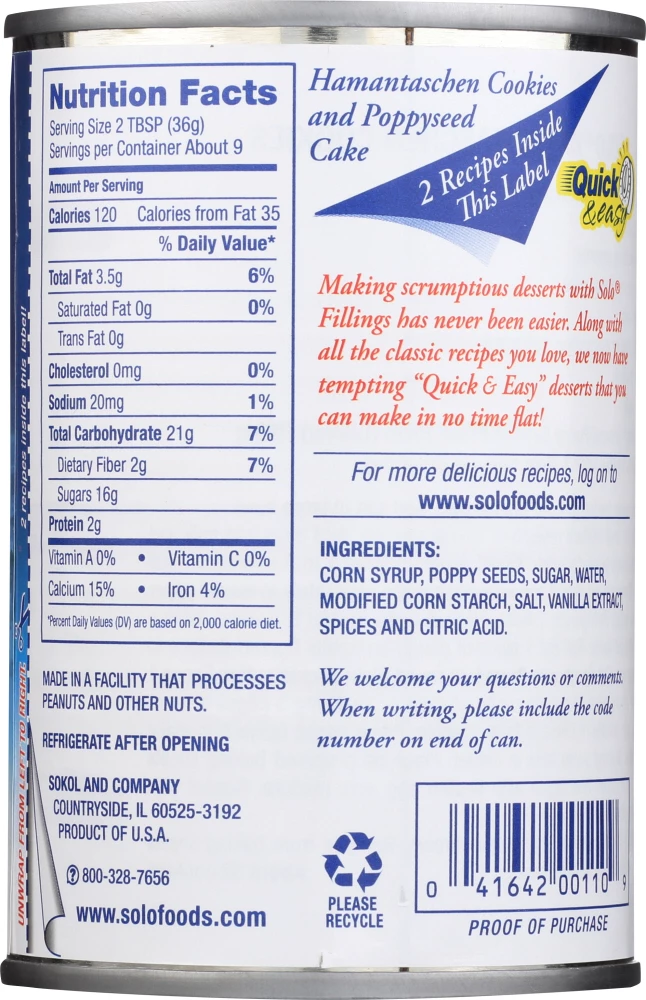 Nutrition Facts
Serving Size 2 TBSP (36g)
Servings per Container About 9
Amount Per Serving
Calories 120 Calories from Fat 35
% Daily Value*
Total Fat 3.5g 6%
Saturated Fat 0g 0%
Trans Fat 0g
Cholesterol 0mg 0%
Sodium 20mg 1%
Total Carbohydrate 21g 7%
Dietary Fiber 2g 7%
Sugars 16g
Protein 2g
Vitamin A 0% • Vitamin C 0%
Calcium 15% • Iron 4%
*Percent Daily Values (DV) are based on 2,000 calorie diet.
MADE IN A FACILITY THAT PROCESSES
PEANUTS AND OTHER NUTS.
REFRIGERATE AFTER OPENING
SOKOL AND COMPANY
COUNTRYSIDE, IL 60525-3192
PRODUCT OF U.S.A.
800-328-7656
www.solofoods.com
2 recipes inside this label!
UNWRAP FROM LEFT TO RIGHT
Hamantaschen Cookies
and Poppyseed
Cake
2 Recipes Inside
This Label
Quick
& easy
Making scrumptious desserts with Solo®
Fillings has never been easier. Along with
all the classic recipes you love, we now have
tempting “Quick & Easy” desserts that you
can make in no time flat!
For more delicious recipes, log on to
www.solofoods.com
INGREDIENTS:
CORN SYRUP, POPPY SEEDS, SUGAR, WATER,
MODIFIED CORN STARCH, SALT, VANILLA EXTRACT,
SPICES AND CITRIC ACID.
We welcome your questions or comments.
When writing, please include the code
number on end of can.
PLEASE
RECYCLE
0 41642 00110 9
PROOF OF PURCHASE